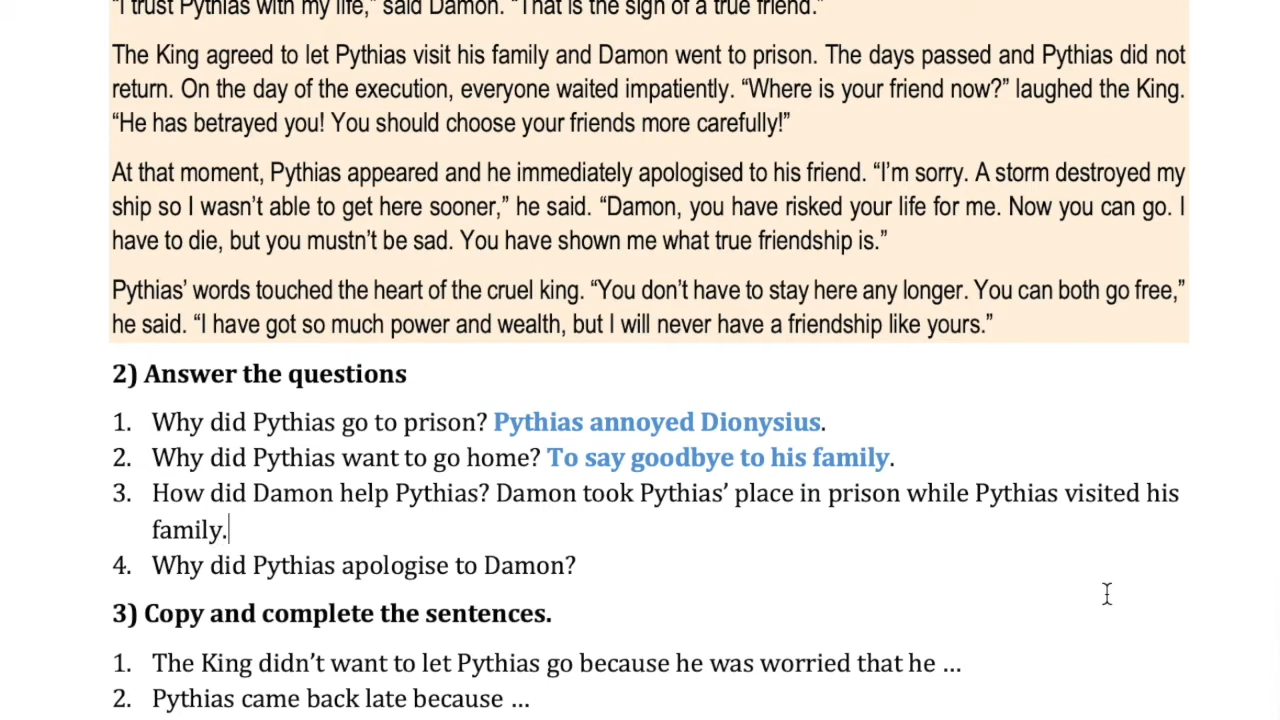 "I trust Pythias with my life," said Damon. "That is the sign of a true friend."
The King agreed to let Pythias visit his family and Damon went to prison. The days passed and Pythias did not
return. On the day of the execution, everyone waited impatiently. “Where is your friend now?” laughed the King.
“He has betrayed you! You should choose your friends more carefully!”
At that moment, Pythias appeared and he immediately apologised to his friend. “I’m sorry. A storm destroyed my
ship so I wasn’t able to get here sooner,” he said. “Damon, you have risked your life for me. Now you can go. I
have to die, but you mustn’t be sad. You have shown me what true friendship is.”
Pythias’ words touched the heart of the cruel king. “You don’t have to stay here any longer. You can both go free,”
he said. “I have got so much power and wealth, but I will never have a friendship like yours.”
2) Answer the questions
1. Why did Pythias go to prison? Pythias annoyed Dionysius.
2. Why did Pythias want to go home? To say goodbye to his family.
3. How did Damon help Pythias? Damon took Pythias’ place in prison while Pythias visited his
family.
4. Why did Pythias apologise to Damon?
3) Copy and complete the sentences.
1. The King didn’t want to let Pythias go because he was worried that he …
2. Pythias came back late because …